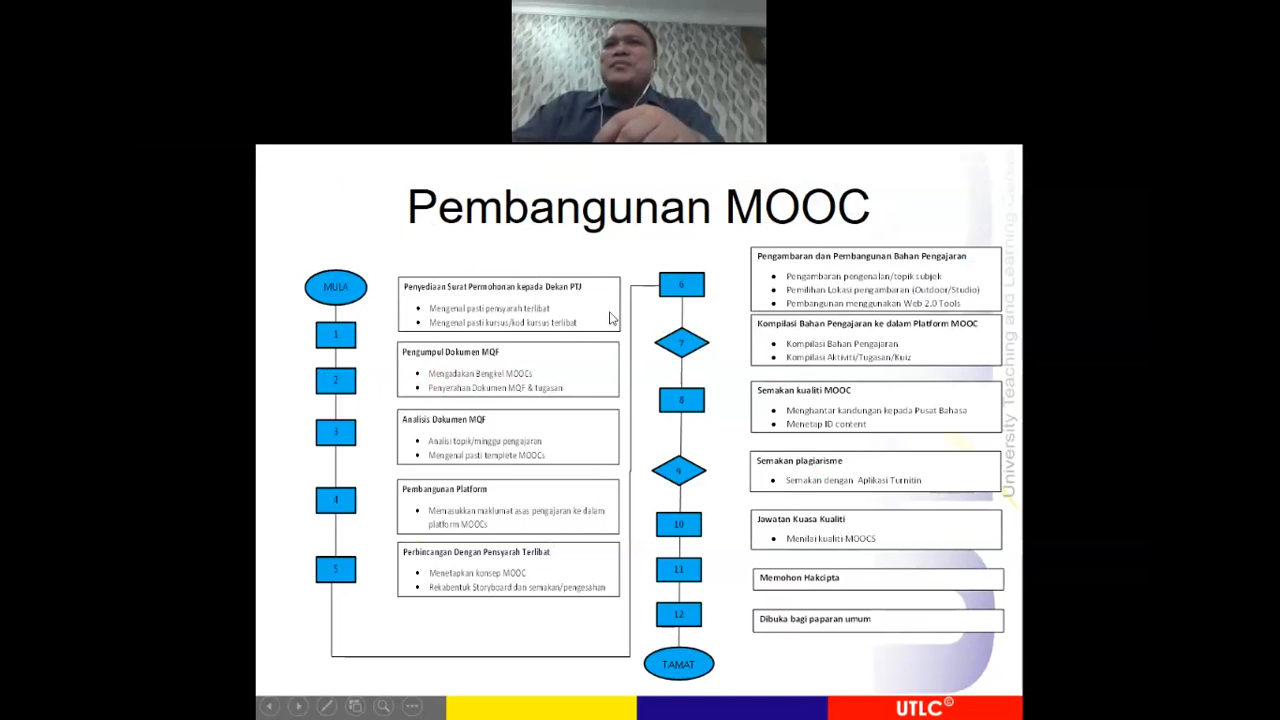 Pembangunan MOOC
MULA
1
2
3
4
5
Penyediaan Surat Permohonan kepada Dekan PTJ
Mengenal pasti pensyarah terlibat
Mengenal pasti kursus/kod kursus terlibat
Pengumpul Dokumen MQF
Mengadakan Bengkel MOOCs
Penyerahan Dokumen MQF & tugasan
Analisis Dokumen MQF
Analisi topik/minggu pengajaran
Mengenal pasti templete MOOCs
Pembangunan Platform
Memasukkan maklumat asas pengajaran ke dalam
platform MOOCs
Perbincangan Dengan Pensyarah Terlibat
Menetapkan konsep MOOC
Rekabentuk Storyboard dan semakan/pengesahan
6
7
8
9
10
11
12
TAMAT
Pengambaran dan Pembangunan Bahan Pengajaran
Pengambaran pengenalan/topik subjek
Pemilihan Lokasi pengambaran (Outdoor/Studio)
Pembangunan menggunakan Web 2.0 Tools
Kompilasi Bahan Pengajaran ke dalam Platform MOOC
Kompilasi Bahan Pengajaran
Kompilasi Aktiviti/Tugasan/Kuiz
Semakan kualiti MOOC
Menghantar kandungan kepada Pusat Bahasa
Menetap ID content
Semakan plagiarisme
Semakan dengan Aplikasi Turnitin
Jawatan Kuasa Kualiti
Menilai kualiti MOOCS
Memohon Hakcipta
Dibuka bagi paparan umum
University Teaching and Learning Center
UTLC©